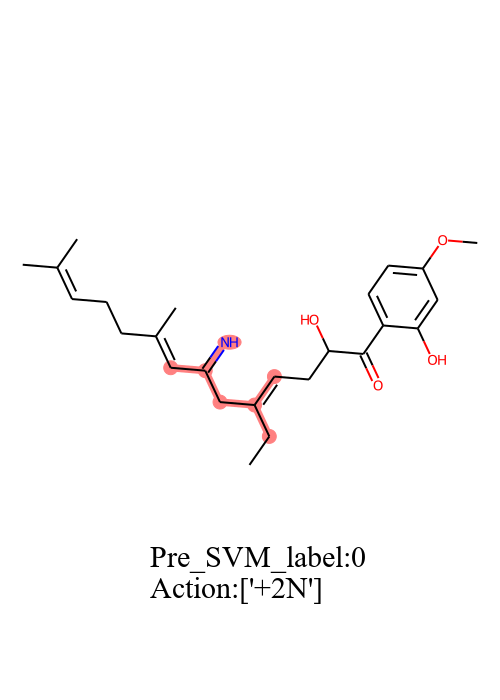 O
HO
NH
OH
O
Pre_SVM_label:0
Action:['+2N']